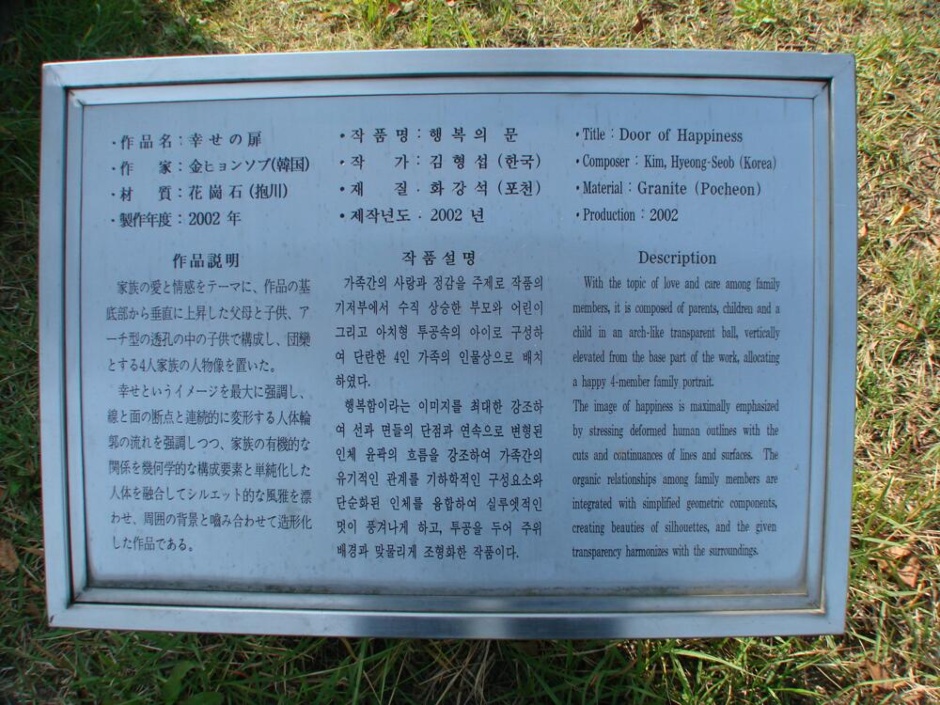 ・作品名：幸せの扉
・作　家：金ヒョンソプ(韓国)
・材　質：花崗石(抱川)
・製作年度：2002 年
作品説明
家族の愛と情感をテーマに、作品の基
底部から垂直に上昇した父母と子供、ア
ーチ型の透孔の中の子供で構成し、団欒
とする4人家族の人物像を置いた。
幸せというイメージを最大に強調し、
線と面の断点と連続的に変形する人体輪
郭の流れを強調しつつ、家族の有機的な
関係を幾何学的な構成要素と単純化した
人体を融合してシルエット的な風雅を漂
わせ、周囲の背景と噛み合わせて造形化
した作品である。
・작품명：행복의 문
・작　가：김형섭(한국)
・재　질：화강석(포천)
・제작년도 . 2002 년
작품설명
가족간의 사랑과 정감을 주제로 작품의
기저부에서 수직 상승한 부모와 어린이
그리고 아치형 투공속의 아이로 구성하
여 단란한 4인 가족의 인물상으로 배치
하였다.
행복함이라는 이미지를 최대한 강조하
여 선과 면들의 단점과 연속으로 변형된
인체 윤곽의 흐름을 강조하여 가족간의
유기적인 관계를 기하학적인 구성요소와
단순화된 인체를 융합하여 실루엣적인
멋이 풍겨나게 하고, 투공을 두어 주위
배경과 맞물리게 조형화한 작품이다.
・Title : Door of Happiness
・Composer : Kim, Hyeong-Seob (Korea)
・Material : Granite (Pocheon)
・Production : 2002
Description
With the topic of love and care among family
members, it is composed of parents, children and a
child in an arch-like transparent ball, vertically
elevated from the base part of the work, allocating
a happy 4-member family portrait.
The image of happiness is maximally emphasized
by stressing deformed human outlines with the
cuts and continuances of lines and surfaces. The
organic relationships among family members are
integrated with simplified geometric components,
creating beauties of silhouettes, and the given
transparency harmonizes with the surroundings.